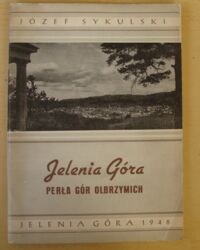 JÓZEF SYKULSKI
Jelenia Góra
PERŁA GÓR OLBRZYMICH
JELENIA GÓRA 1948